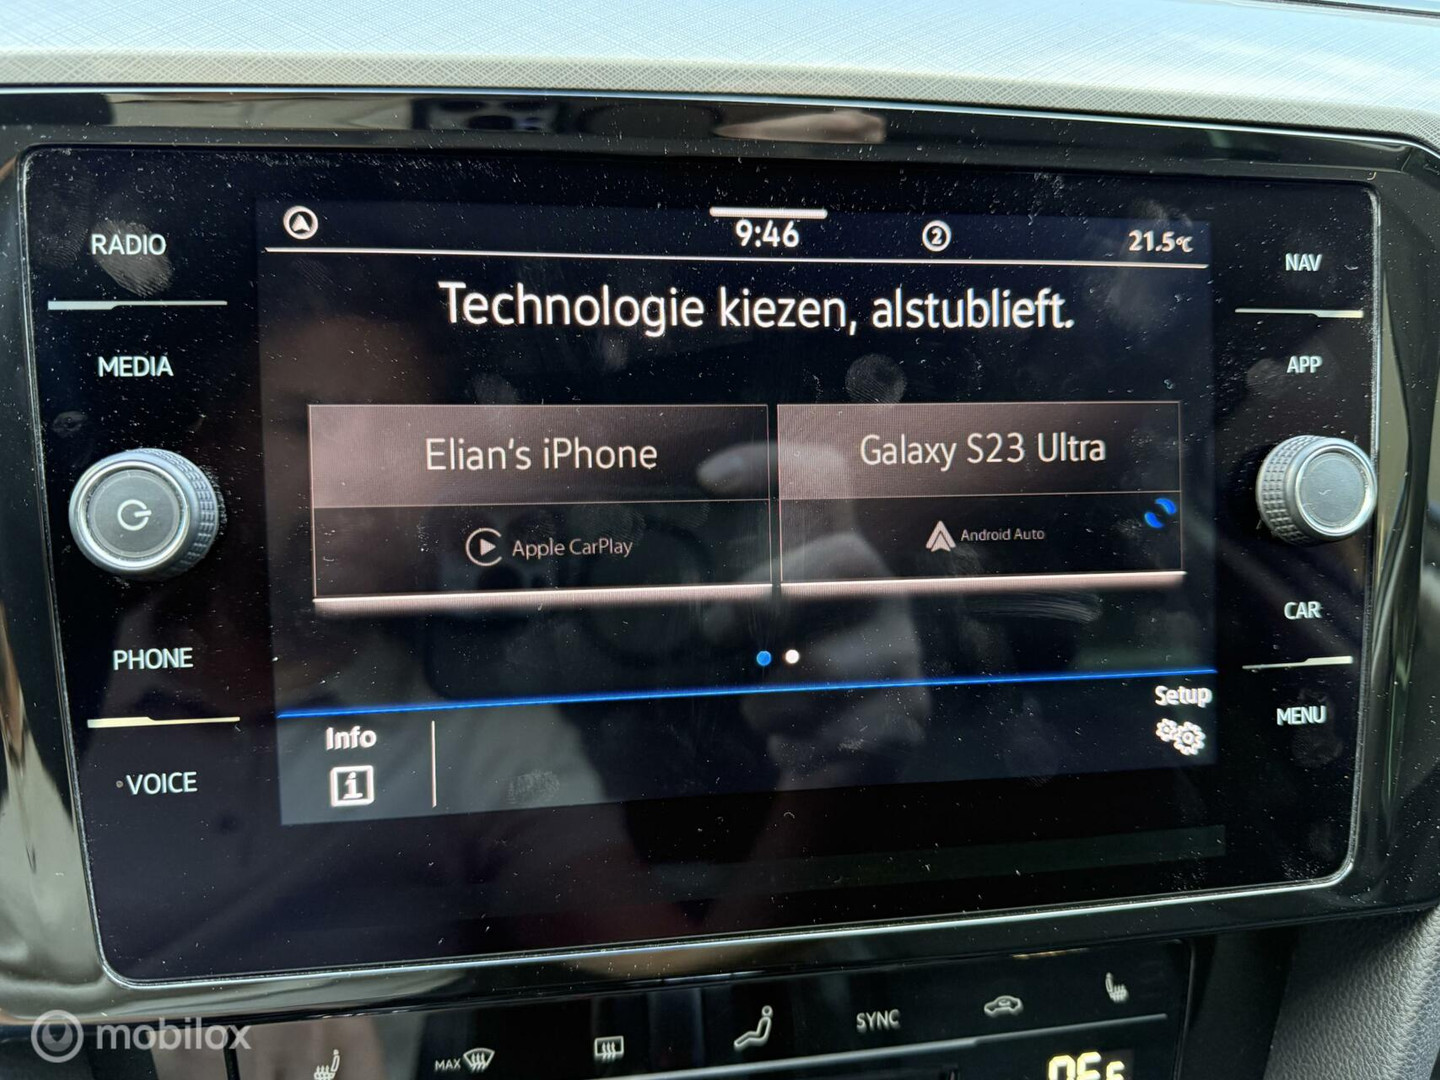 RADIO
MEDIA
PHONE
VOICE
9:46
2
21.5°C
Technologie kiezen, alstublieft.
Elian's iPhone
Apple CarPlay
Galaxy S23 Ultra
Android Auto
Info
i
Setup
NAV
APP
CAR
MENU
MAX
SYNC
mobilox